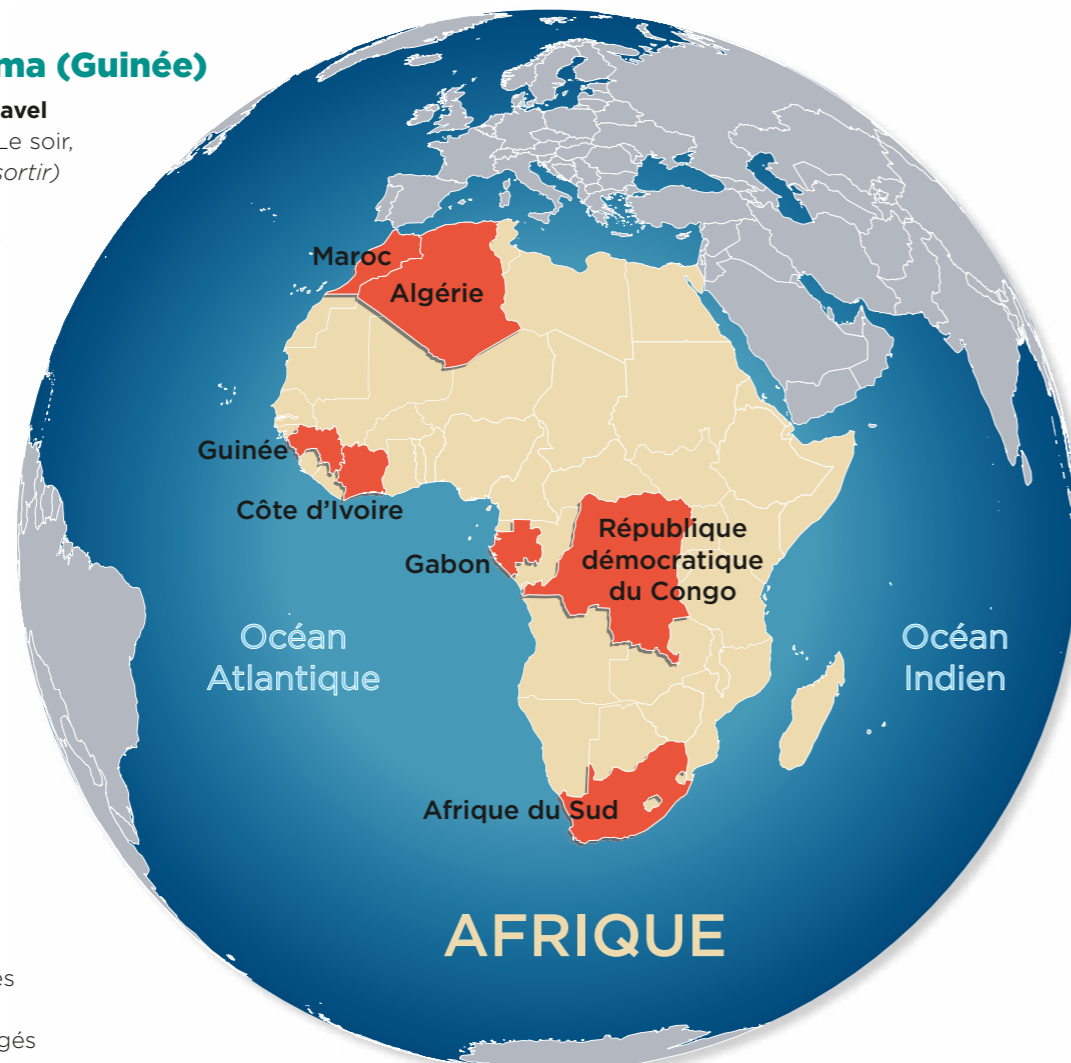 ma (Guinée)
avel
Le soir,
sortir)
Maroc
Algérie
Guinée
Côte d'Ivoire
Gabon
République
démocratique
du Congo
Océan
Atlantique
Océan
Indien
Afrique du Sud
AFRIQUE
es
gés